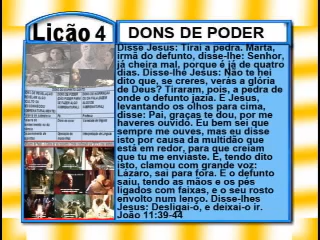 Lição 4
DONS DE PODER
Disse Jesus: Tirai a pedra. Marta,
irmã do defunto, disse-lhe: Senhor,
já cheira mal, porque é já de quatro
dias. Disse-lhe Jesus: Não te hei
dito que, se creres, verás a glória
de Deus? Tiraram, pois, a pedra de
onde o defunto jazia. E Jesus,
levantando os olhos para cima,
disse: Pai, graças te dou, por me
haveres ouvido. Eu bem sei que
sempre me ouves, mas eu disse
isto por causa da multidão que
está em redor, para que creiam
que tu me enviaste. E, tendo dito
isto, clamou com grande voz:
Lázaro, sai para fora. E o defunto
saiu, tendo as mãos e os pés
ligados com faixas, e o seu rosto
envolto num lenço. Disse-lhes
Jesus: Desligai-o, e deixai-o ir.
João 11:39-44